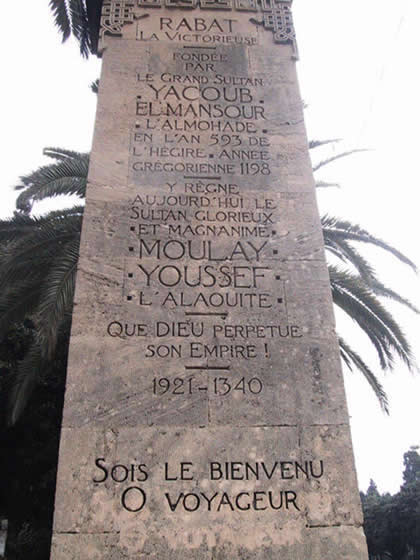 RABAT
LA VICTORIEUSE
FONDÉE
PAR
LE GRAND SULTAN
YACOUB
EL MANSOUR
L'ALMOHADE
EN L'AN 593 DE
L'HÉGIRE. ANNÉE
GRÉGORIENNE 1198
Y RÈGNE
AUJOURD'HUI LE
SULTAN GLORIEUX
ET MAGNANIME
MOULAY
YOUSSEF
L'ALAOUITE
QUE DIEU PERPETUE
SON EMPIRE !
1921-1340
SOIS LE BIENVENU
O VOYAGEUR